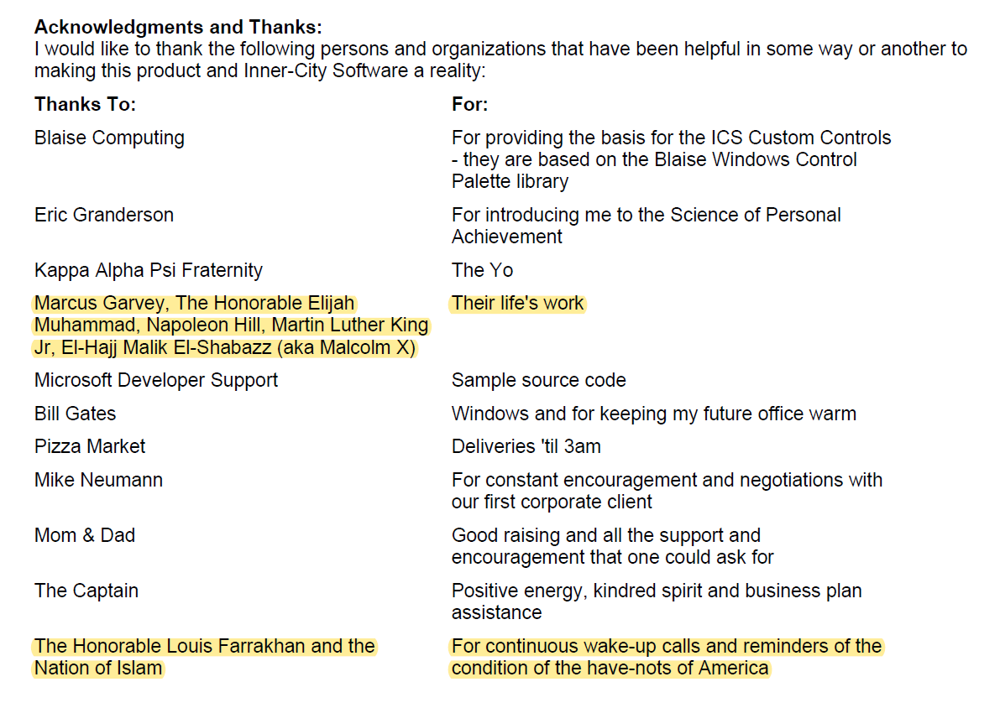 Acknowledgments and Thanks:
I would like to thank the following persons and organizations that have been helpful in some way or another to
making this product and Inner-City Software a reality:
Thanks To: For:
Blaise Computing For providing the basis for the ICS Custom Controls
- they are based on the Blaise Windows Control
Palette library
Eric Granderson For introducing me to the Science of Personal
Achievement
Kappa Alpha Psi Fraternity The Yo
Marcus Garvey, The Honorable Elijah Their life's work
Muhammad, Napoleon Hill, Martin Luther King
Jr, El-Hajj Malik El-Shabazz (aka Malcolm X)
Microsoft Developer Support Sample source code
Bill Gates Windows and for keeping my future office warm
Pizza Market Deliveries 'til 3am
Mike Neumann For constant encouragement and negotiations with
our first corporate client
Mom & Dad Good raising and all the support and
encouragement that one could ask for
The Captain Positive energy, kindred spirit and business plan
assistance
The Honorable Louis Farrakhan and the For continuous wake-up calls and reminders of the
Nation of Islam condition of the have-nots of America